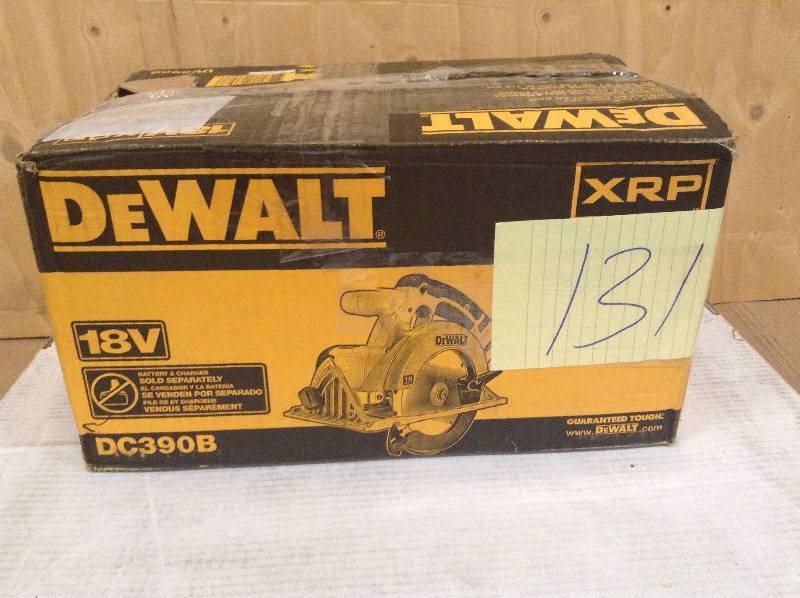 DEWALT
DEWALT®
XRP
131
18V
BATTERY & CHARGER
SOLD SEPARATELY
EL CARGADOR Y LA BATERÍA
SE VENDEN POR SEPARADO
PILE DE ET CHARGEUR
VENDUS SÉPARÉMENT
DEWALT
DC390B
GUARANTEED TOUGH.
www.DEWALT.com